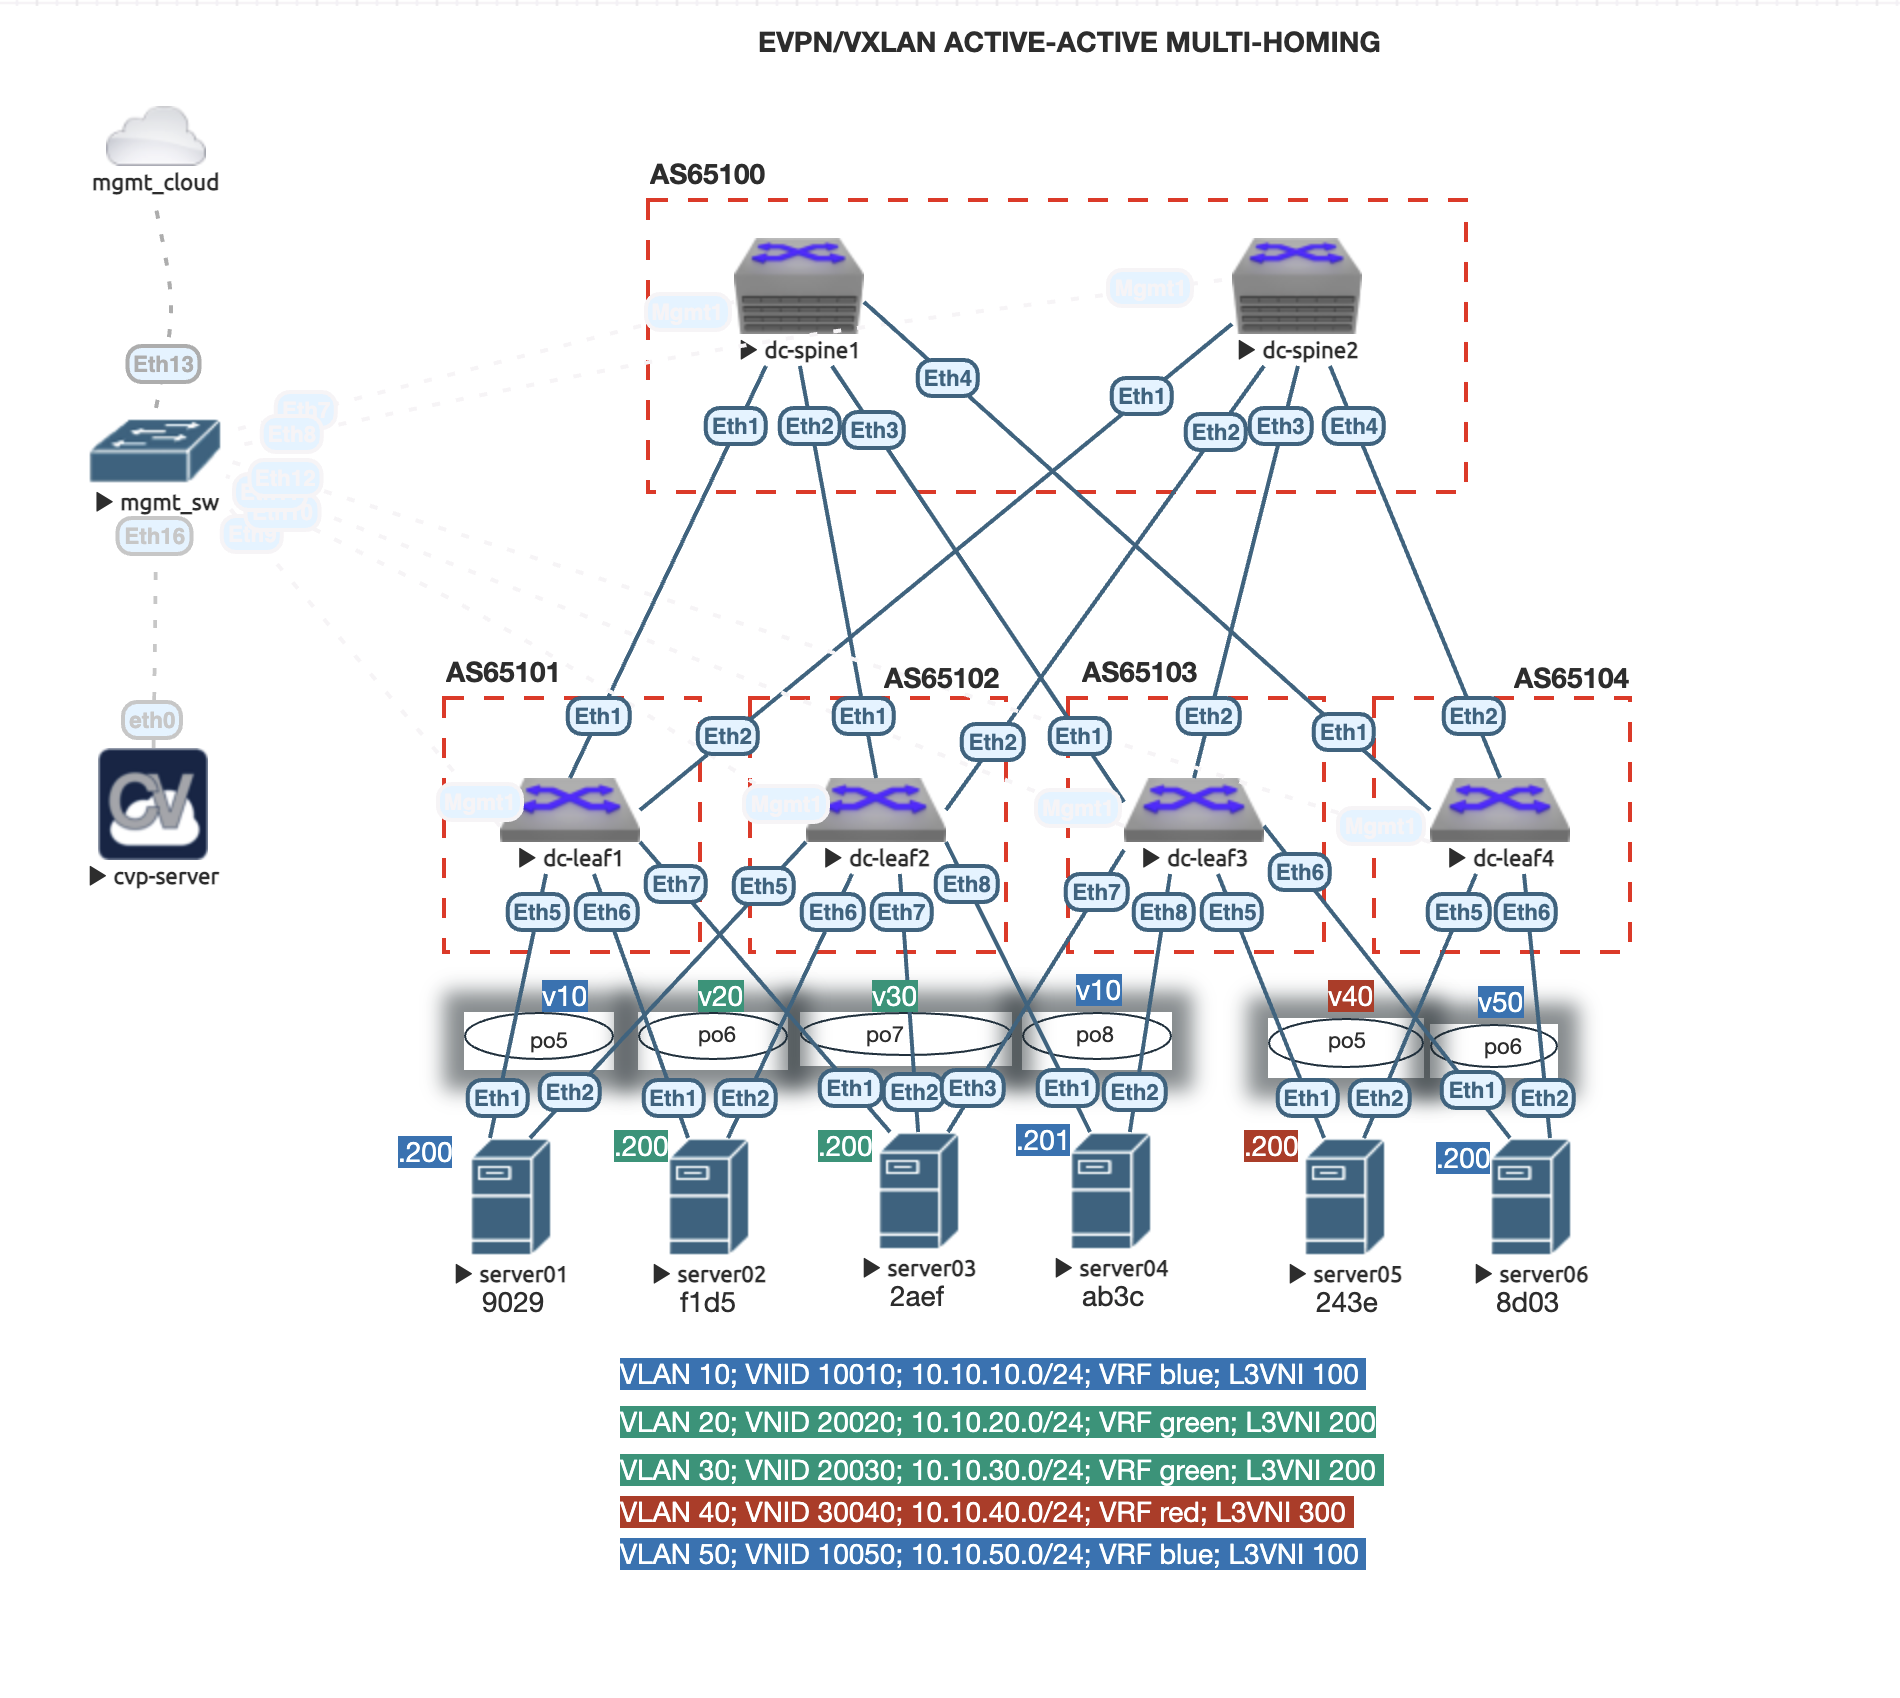 EVPN/VXLAN ACTIVE-ACTIVE MULTI-HOMING
mgmt_cloud
AS65100
Mgmt1
Mgmt1
dc-spine1
dc-spine2
Eth13
Eth4
Eth1
Eth7
Eth8
Eth1
Eth2
Eth3
Eth2
Eth3
Eth4
Eth12
mgmt_sw
Eth10
Eth16
Eth9
AS65101
AS65102
AS65103
AS65104
eth0
Eth1
Eth2
Eth1
Eth2
Eth1
Eth2
Eth1
Eth2
Mgmt1
Mgmt1
Mgmt1
Mgmt1
CV
cvp-server
dc-leaf1
dc-leaf2
dc-leaf3
dc-leaf4
Eth7
Eth5
Eth8
Eth7
Eth6
Eth5
Eth6
Eth6
Eth7
Eth8
Eth5
Eth5
Eth6
v10
v20
v30
v10
v40
v50
po5
po6
po7
po8
po5
po6
Eth1
Eth2
Eth1
Eth2
Eth1
Eth2
Eth3
Eth1
Eth2
Eth1
Eth2
Eth1
Eth2
.200
.200
.200
.201
.200
.200
server01
server02
server03
server04
server05
server06
9029
f1d5
2aef
ab3c
243e
8d03
VLAN 10; VNID 10010; 10.10.10.0/24; VRF blue; L3VNI 100
VLAN 20; VNID 20020; 10.10.20.0/24; VRF green; L3VNI 200
VLAN 30; VNID 20030; 10.10.30.0/24; VRF green; L3VNI 200
VLAN 40; VNID 30040; 10.10.40.0/24; VRF red; L3VNI 300
VLAN 50; VNID 10050; 10.10.50.0/24; VRF blue; L3VNI 100